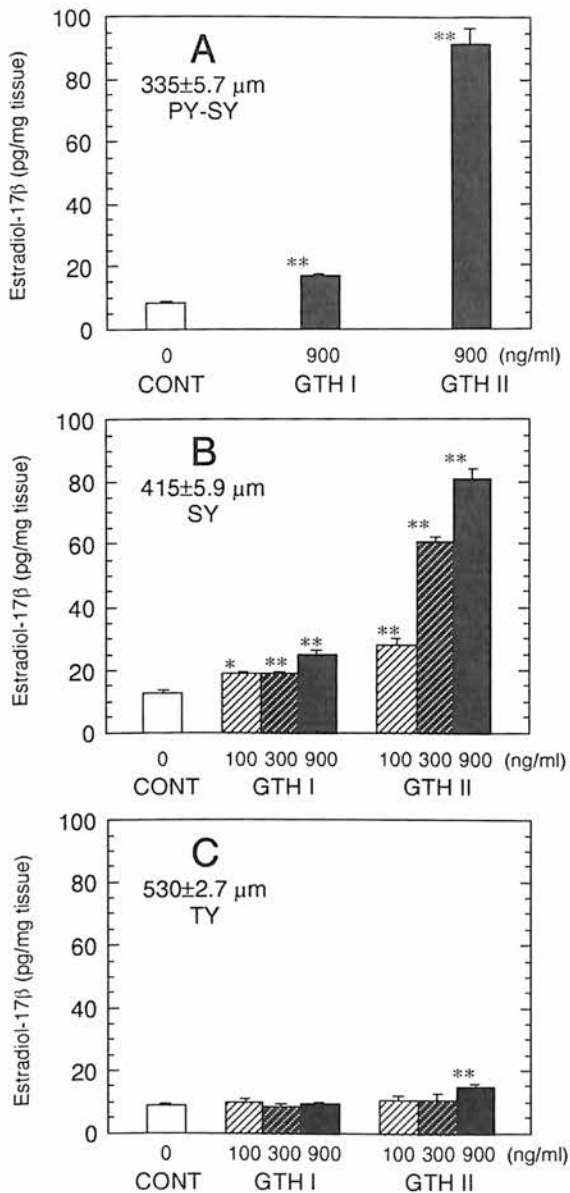 100
80
60
40
20
0
Estradiol-17β (pg/mg tissue)
A
335±5.7 μm
PY-SY
**
**
0 900 900 (ng/ml)
CONT GTH I GTH II
100
80
60
40
20
0
Estradiol-17β (pg/mg tissue)
B
415±5.9 μm
SY
* ** **
** ** **
0 100 300 900 100 300 900 (ng/ml)
CONT GTH I GTH II
100
80
60
40
20
0
Estradiol-17β (pg/mg tissue)
C
530±2.7 μm
TY
**
0 100 300 900 100 300 900 (ng/ml)
CONT GTH I GTH II